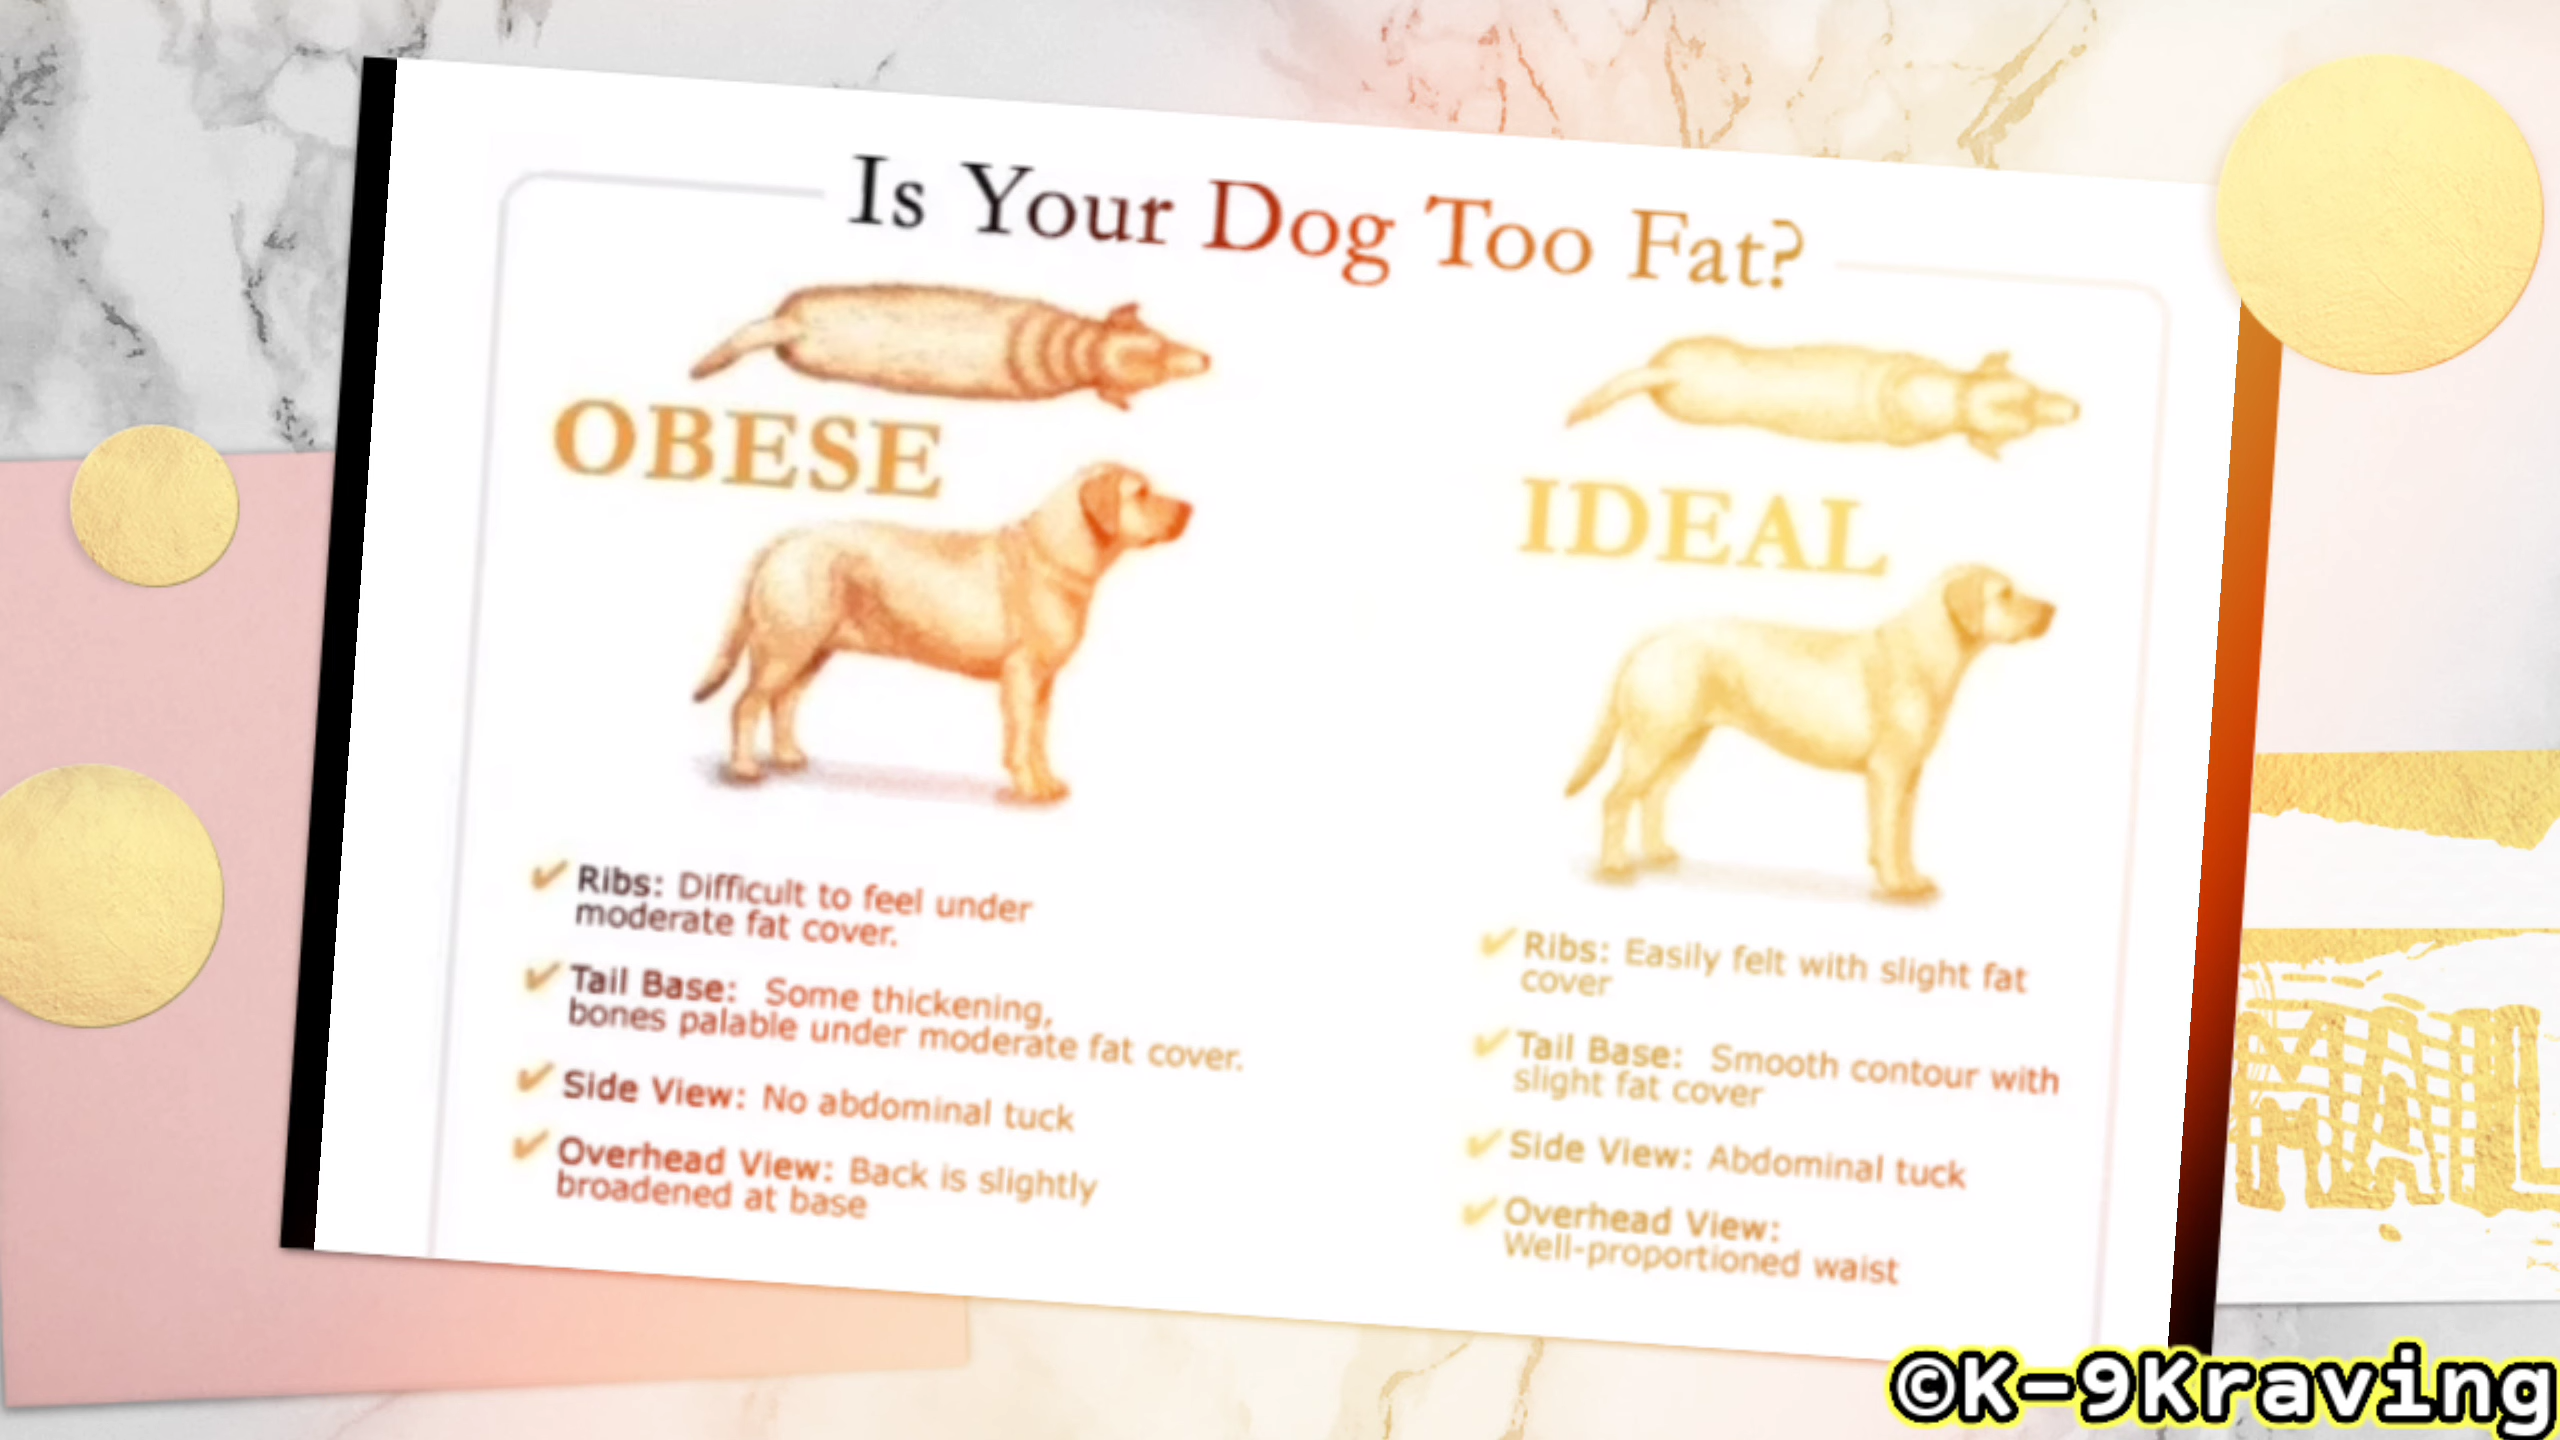 Is Your Dog Too Fat?
OBESE
IDEAL
Ribs: Difficult to feel under
moderate fat cover.
Tail Base: Some thickening,
bones palable under moderate fat cover.
Side View: No abdominal tuck
Overhead View: Back is slightly
broadened at base
Ribs: Easily felt with slight fat
cover
Tail Base: Smooth contour with
slight fat cover
Side View: Abdominal tuck
Overhead View:
Well-proportioned waist
©K-9Kraving